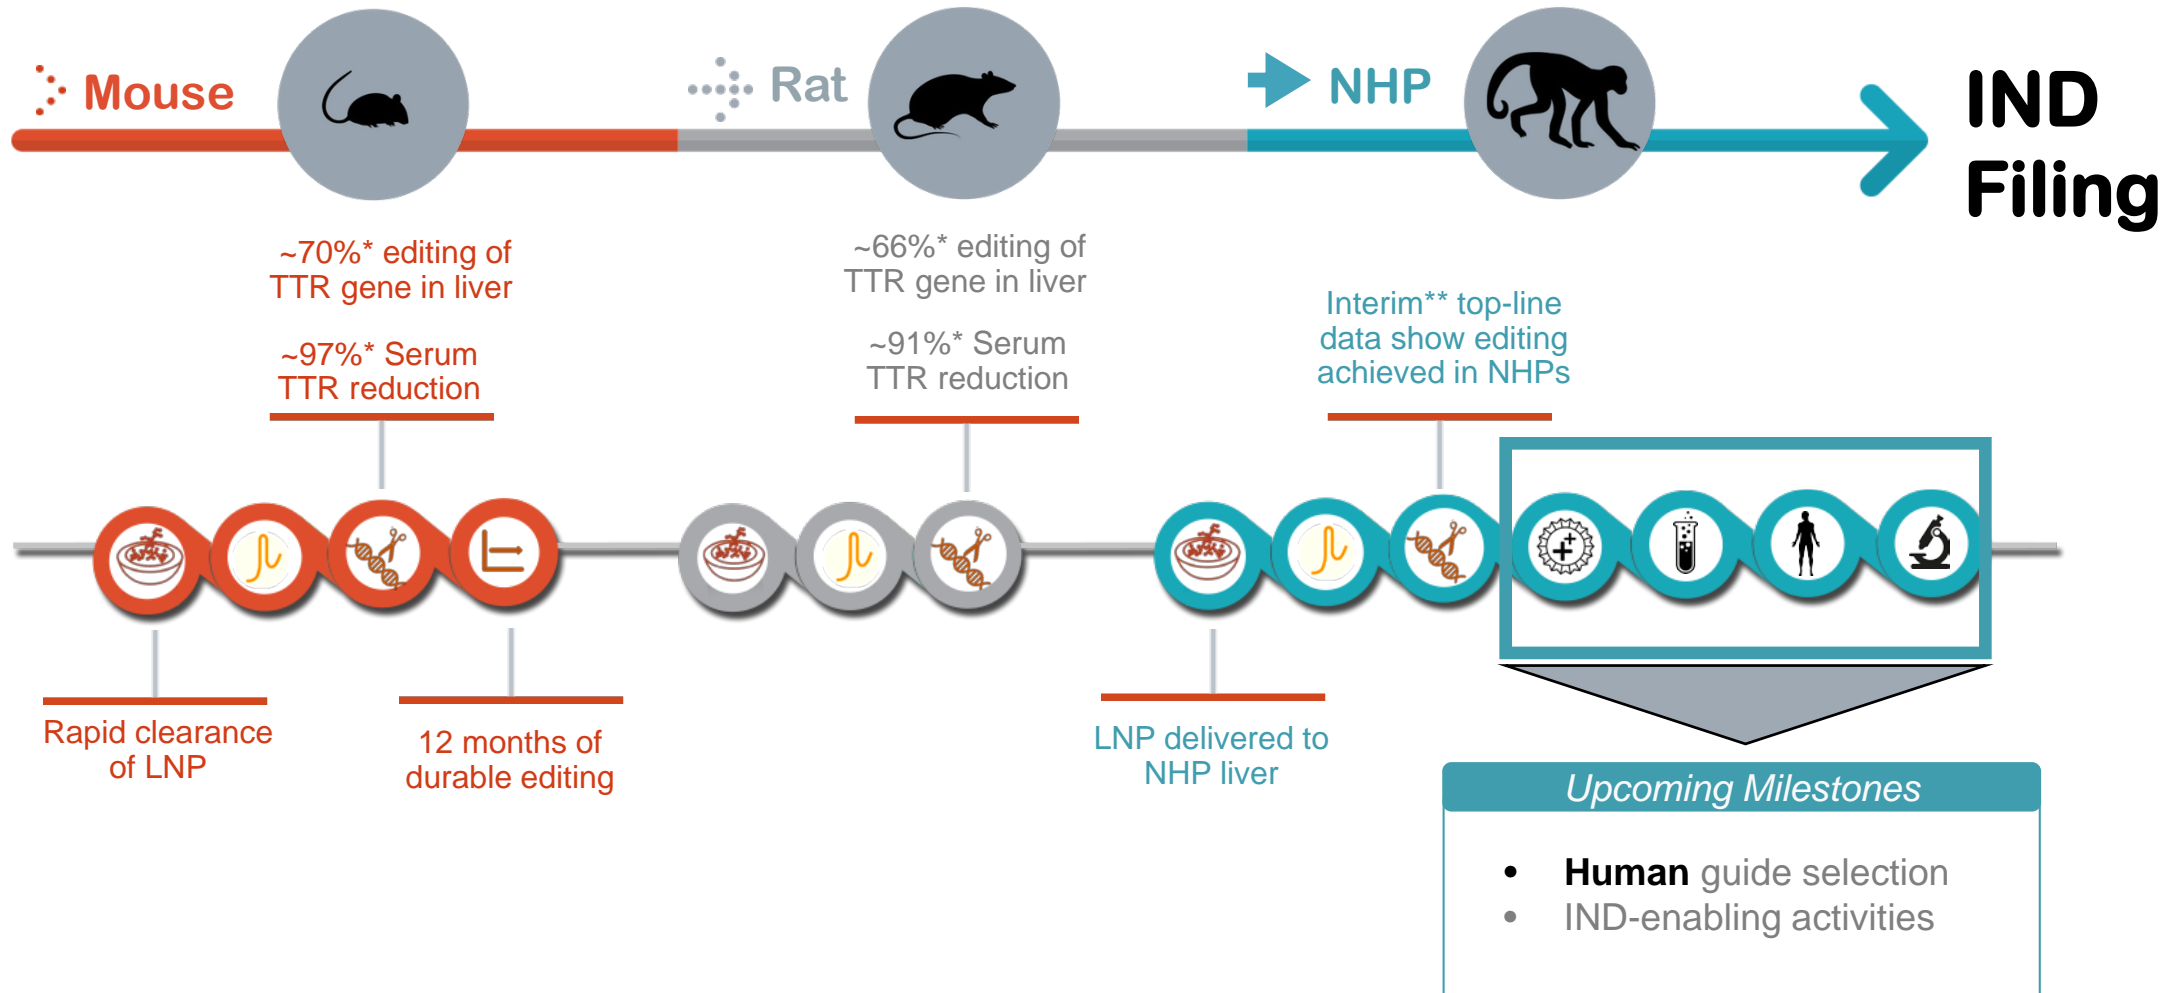 Mouse
Rat
NHP
IND
Filing
~70%* editing of
TTR gene in liver
~97%* Serum
TTR reduction
~66%* editing of
TTR gene in liver
~91%* Serum
TTR reduction
Interim** top-line
data show editing
achieved in NHPs
Rapid clearance
of LNP
12 months of
durable editing
LNP delivered to
NHP liver
Upcoming Milestones
• Human guide selection
• IND-enabling activities